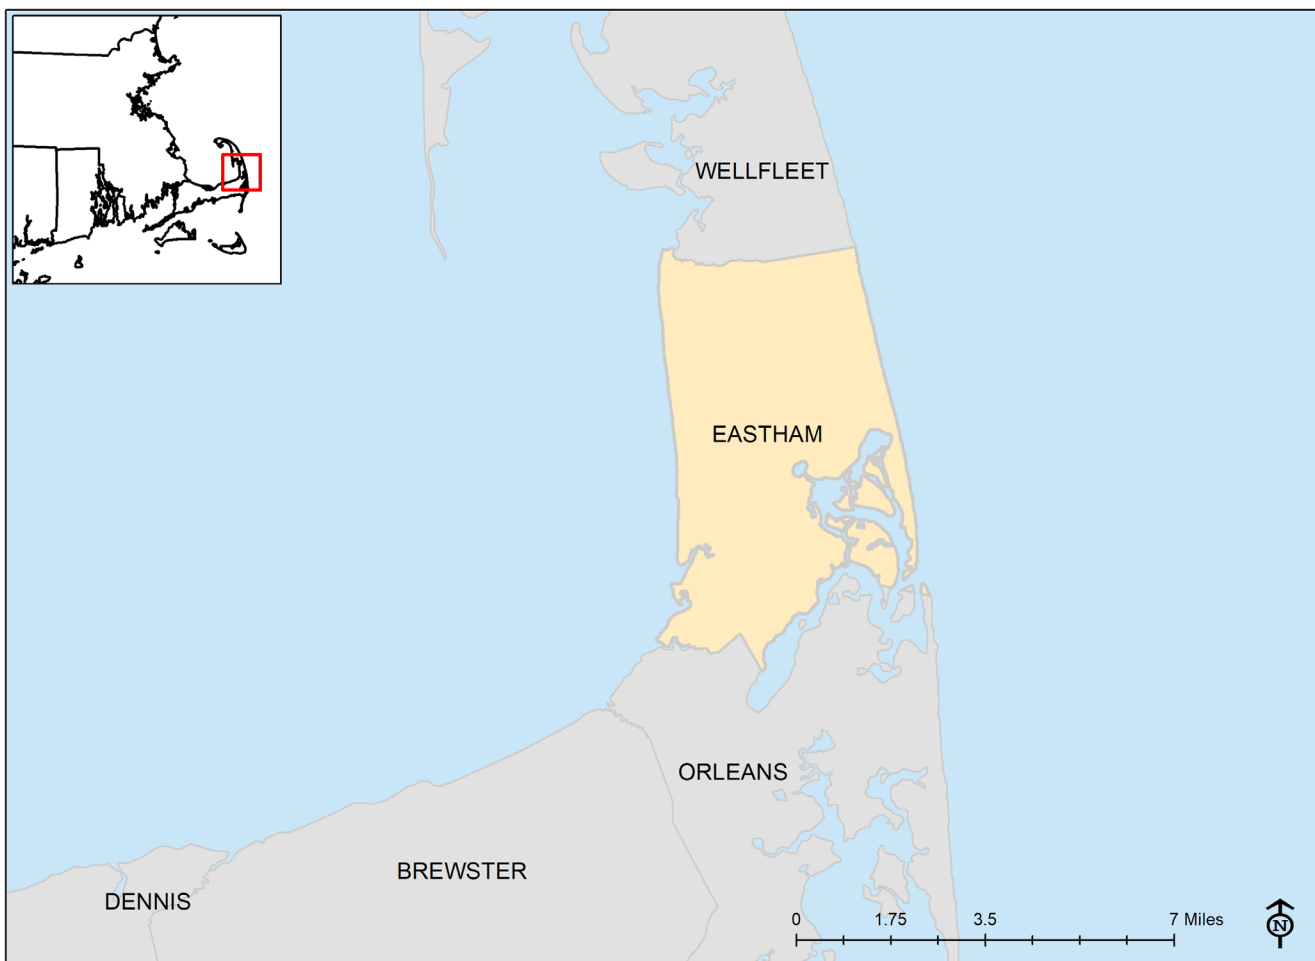 WELLFLEET
EASTHAM
ORLEANS
BREWSTER
DENNIS
0 1.75 3.5 7 Miles
N